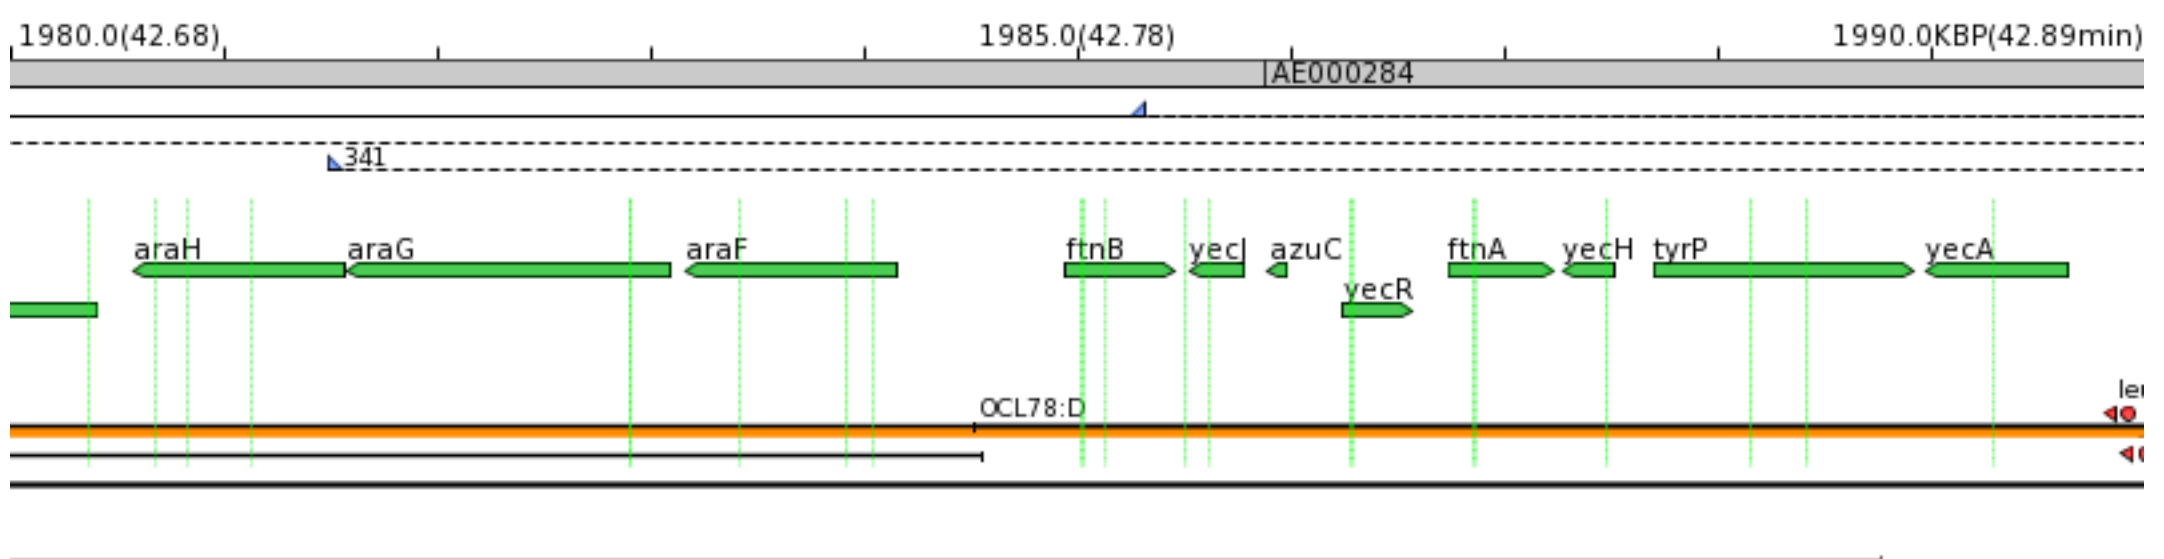 1980.0(42.68) 1985.0(42.78) 1990.0KBP(42.89min)
AE000284
341
araH araG araF ftnB yecJ azuC ftnA yecH tyrP yecA
yecR
OCL78:D